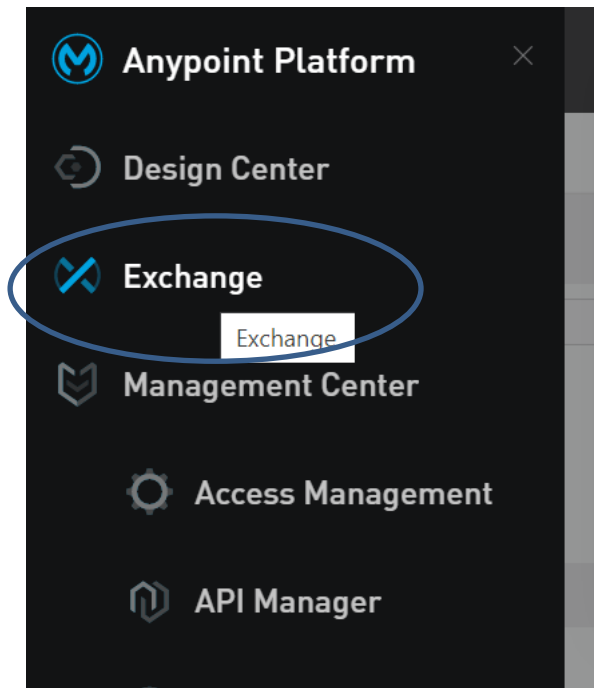 Anypoint Platform
Design Center
Exchange
Exchange
Management Center
Access Management
API Manager